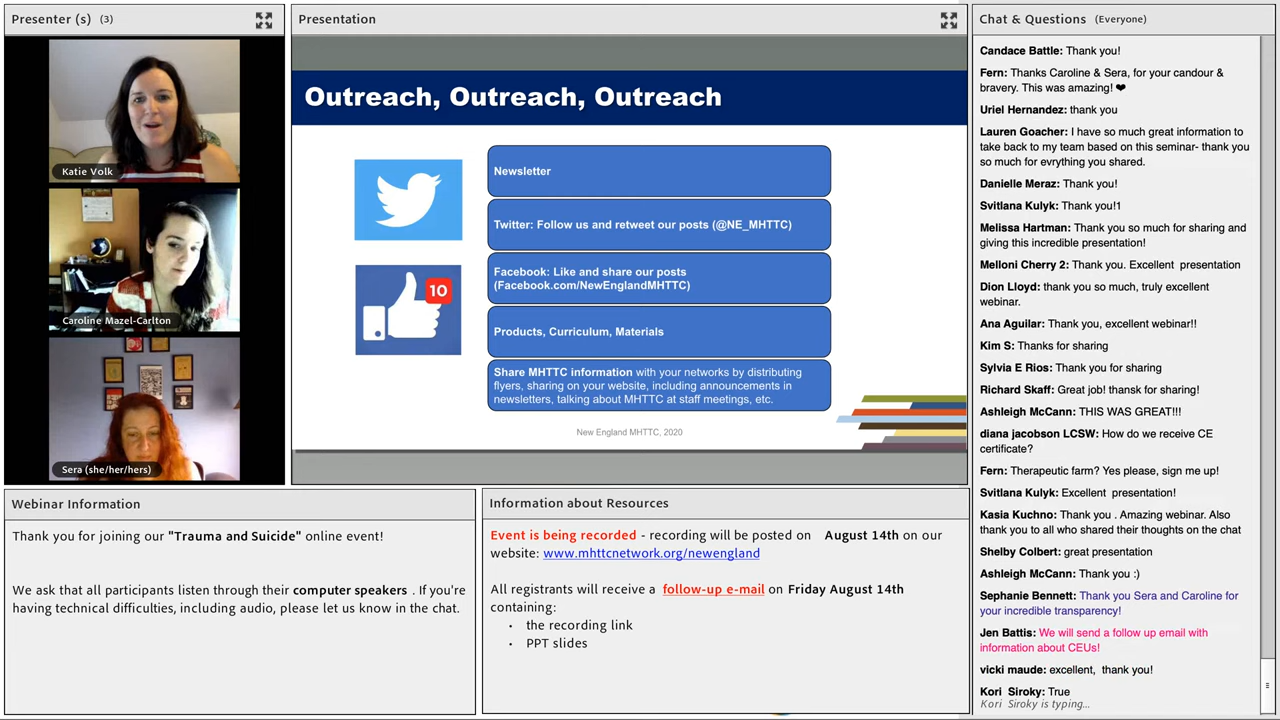 Presenter (s) (3)
Katie Volk
Caroline Mazel-Carlton
Sera (she/her/hers)
Presentation
Outreach, Outreach, Outreach
10
Newsletter
Twitter: Follow us and retweet our posts (@NE_MHTTC)
Facebook: Like and share our posts
(Facebook.com/NewEnglandMHTTC)
Products, Curriculum, Materials
Share MHTTC information with your networks by distributing
flyers, sharing on your website, including announcements in
newsletters, talking about MHTTC at staff meetings, etc.
New England MHTTC, 2020
Webinar Information
Thank you for joining our "Trauma and Suicide" online event!
We ask that all participants listen through their computer speakers . If you're
having technical difficulties, including audio, please let us know in the chat.
Information about Resources
Event is being recorded - recording will be posted on August 14th on our
website: www.mhttcnetwork.org/newengland
All registrants will receive a follow-up e-mail on Friday August 14th
containing:
• the recording link
• PPT slides
Chat & Questions (Everyone)
Candace Battle: Thank you!
Fern: Thanks Caroline & Sera, for your candour &
bravery. This was amazing! ❤
Uriel Hernandez: thank you
Lauren Goacher: I have so much great information to
take back to my team based on this seminar- thank you
so much for evrything you shared.
Danielle Meraz: Thank you!
Svitlana Kulyk: Thank you!1
Melissa Hartman: Thank you so much for sharing and
giving this incredible presentation!
Melloni Cherry 2: Thank you. Excellent presentation
Dion Lloyd: thank you so much, truly excellent
webinar.
Ana Aguilar: Thank you, excellent webinar!!
Kim S: Thanks for sharing
Sylvia E Rios: Thank you for sharing
Richard Skaff: Great job! thansk for sharing!
Ashleigh McCann: THIS WAS GREAT!!!
diana jacobson LCSW: How do we receive CE
certificate?
Fern: Therapeutic farm? Yes please, sign me up!
Svitlana Kulyk: Excellent presentation!
Kasia Kuchno: Thank you . Amazing webinar. Also
thank you to all who shared their thoughts on the chat
Shelby Colbert: great presentation
Ashleigh McCann: Thank you :)
Sephanie Bennett: Thank you Sera and Caroline for
your incredible transparency!
Jen Battis: We will send a follow up email with
information about CEUs!
vicki maude: excellent, thank you!
Kori Siroky: True
Kori Siroky is typing...